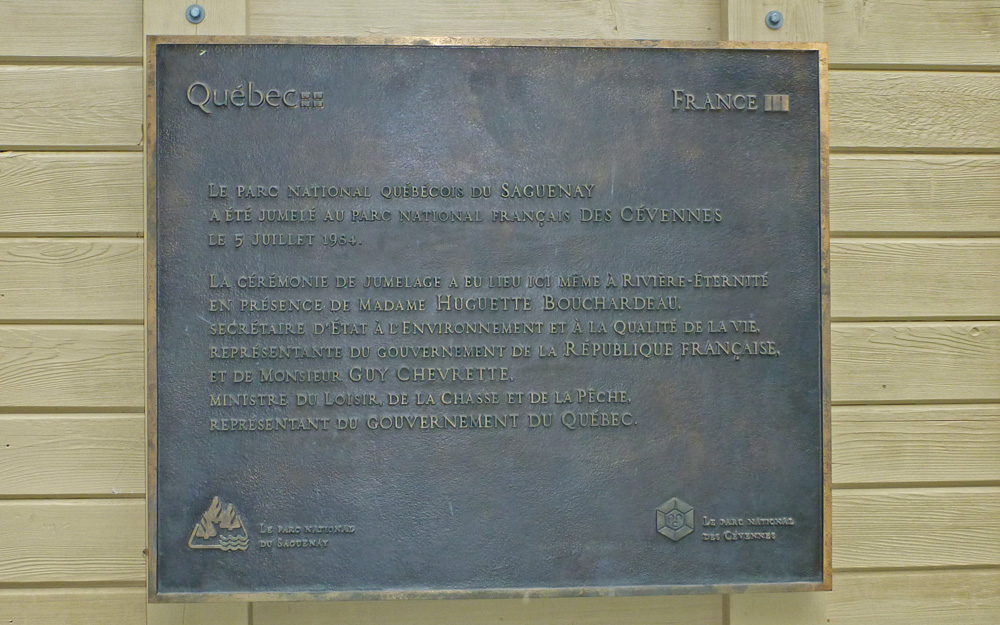 Québec
FRANCE
LE PARC NATIONAL QUÉBÉCOIS DU SAGUENAY
A ÉTÉ JUMELÉ AU PARC NATIONAL FRANÇAIS DES CÉVENNES
LE 5 JUILLET 1984.
LA CÉRÉMONIE DE JUMELAGE A EU LIEU ICI MÊME À RIVIÈRE-ÉTERNITÉ
EN PRÉSENCE DE MADAME HUGUETTE BOUCHARDEAU,
SECRÉTAIRE D'ÉTAT À L'ENVIRONNEMENT ET À LA QUALITÉ DE LA VIE,
REPRÉSENTANTE DU GOUVERNEMENT DE LA RÉPUBLIQUE FRANÇAISE,
ET DE MONSIEUR GUY CHEVRETTE,
MINISTRE DU LOISIR, DE LA CHASSE ET DE LA PÊCHE,
REPRÉSENTANT DU GOUVERNEMENT DU QUÉBEC.
LE PARC NATIONAL
DU SAGUENAY
LE PARC NATIONAL
DES CÉVENNES